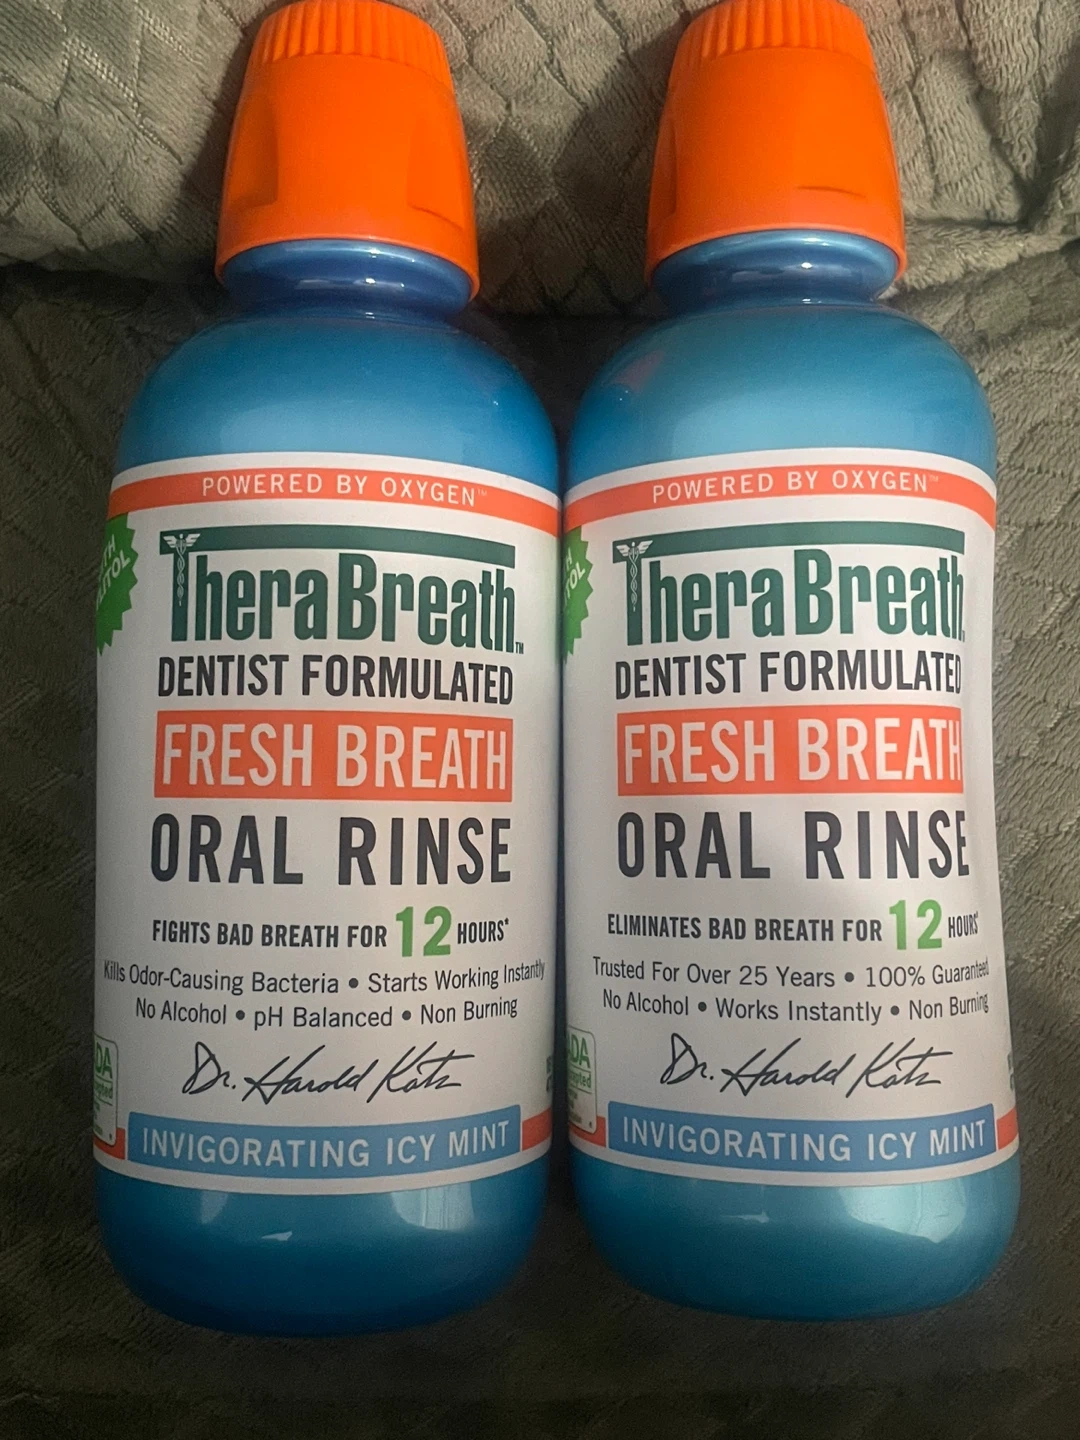 POWERED BY OXYGEN™
TheraBreath™
DENTIST FORMULATED
FRESH BREATH
ORAL RINSE
FIGHTS BAD BREATH FOR 12 HOURS*
Kills Odor-Causing Bacteria • Starts Working Instantly
No Alcohol • pH Balanced • Non Burning
Dr. Harold Katz
INVIGORATING ICY MINT
POWERED BY OXYGEN™
TheraBreath
DENTIST FORMULATED
FRESH BREATH
ORAL RINSE
ELIMINATES BAD BREATH FOR 12 HOURS*
Trusted For Over 25 Years • 100% Guaranteed
No Alcohol • Works Instantly • Non Burning
Dr. Harold Katz
INVIGORATING ICY MINT